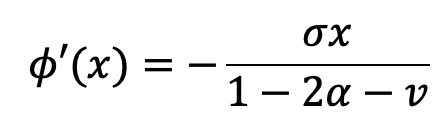 ϕ′(x) = − σx / (1 − 2α − v)